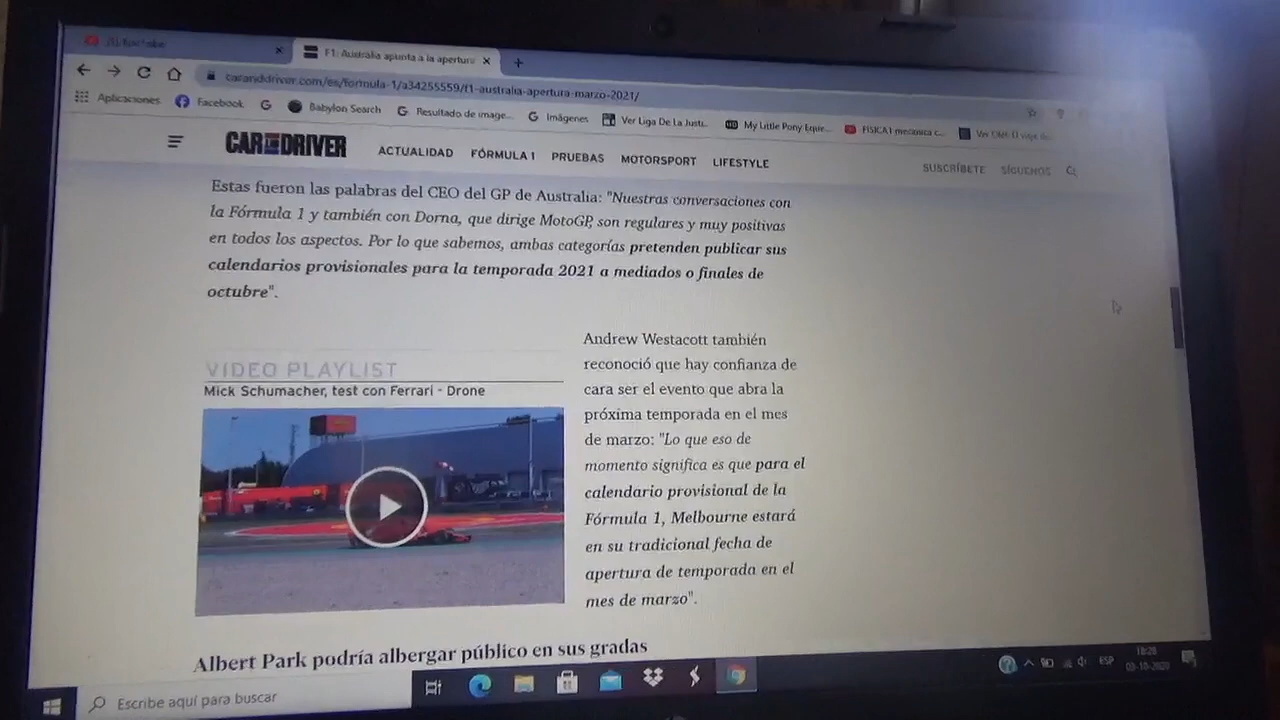 F1: Australia apunta a la apertura
caranddriver.com/es/formula-1/a34255559/f1-australia-apertura-marzo-2021/
Aplicaciones Facebook Babylon Search Resultado de image... Imágenes Ver Liga De La Justi... My Little Pony Eque... FISICA I mecanica c...
CAR AND DRIVER ACTUALIDAD FÓRMULA 1 PRUEBAS MOTORSPORT LIFESTYLE SUSCRÍBETE SÍGUENOS
Estas fueron las palabras del CEO del GP de Australia: "Nuestras conversaciones con
la Fórmula 1 y también con Dorna, que dirige MotoGP, son regulares y muy positivas
en todos los aspectos. Por lo que sabemos, ambas categorías pretenden publicar sus
calendarios provisionales para la temporada 2021 a mediados o finales de
octubre".
VIDEO PLAYLIST
Mick Schumacher, test con Ferrari - Drone
Andrew Westacott también
reconoció que hay confianza de
cara ser el evento que abra la
próxima temporada en el mes
de marzo: "Lo que eso de
momento significa es que para el
calendario provisional de la
Fórmula 1, Melbourne estará
en su tradicional fecha de
apertura de temporada en el
mes de marzo".
Albert Park podría albergar público en sus gradas
Escribe aquí para buscar
ESP
18:28
03-10-2020